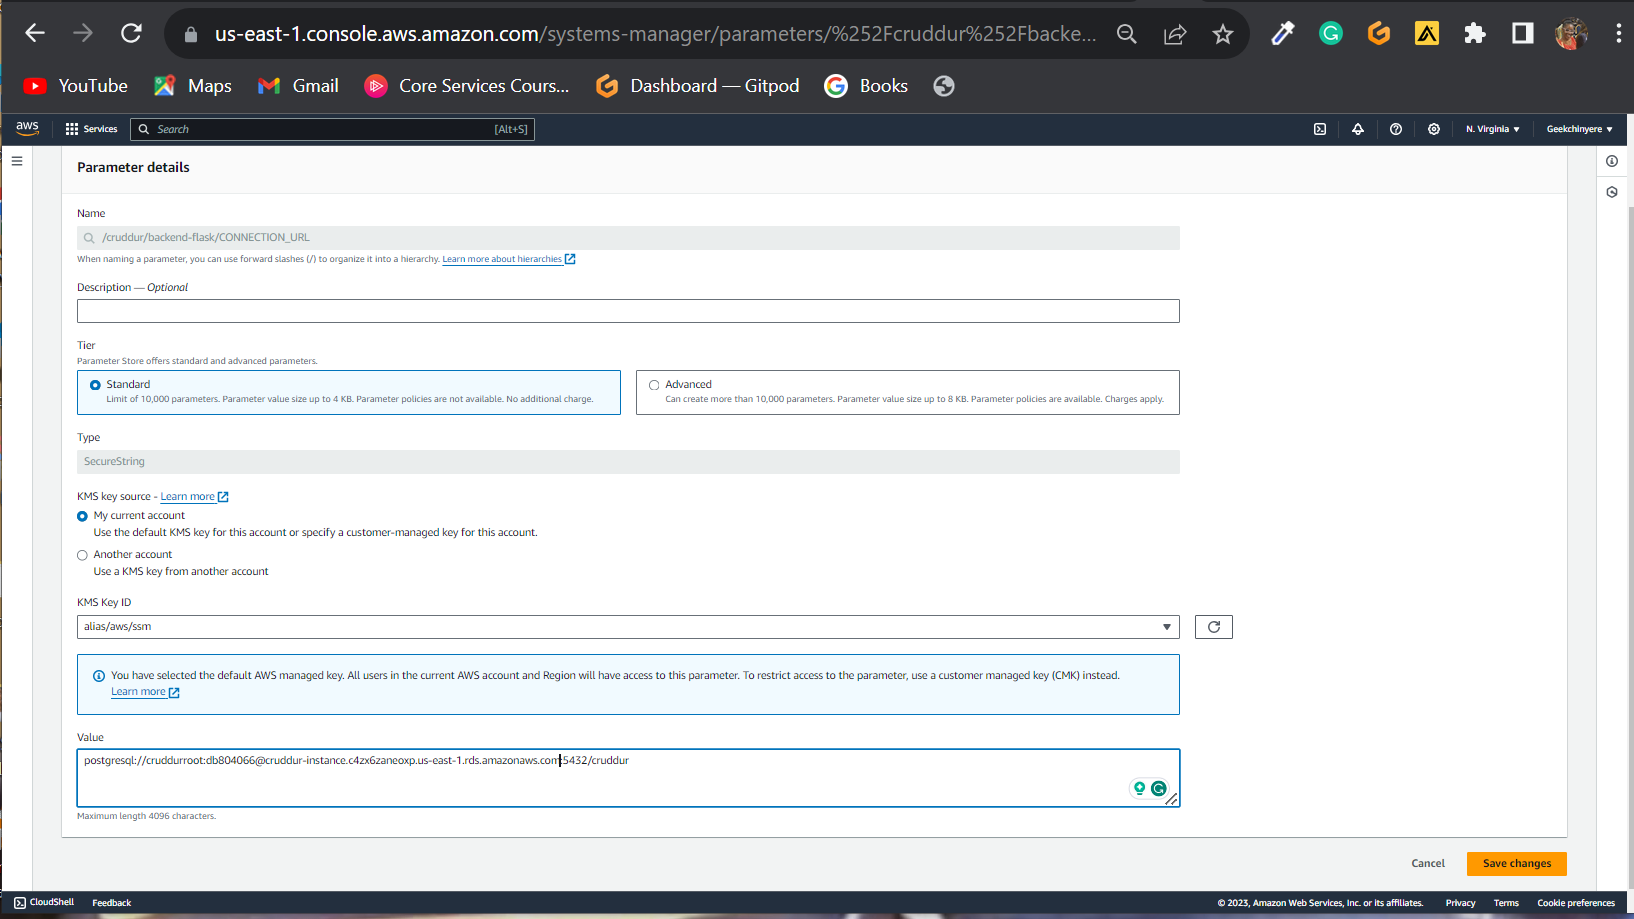 us-east-1.console.aws.amazon.com/systems-manager/parameters/%252Fcruddur%252Fbacke...
YouTube Maps Gmail Core Services Cours... Dashboard — Gitpod Books
aws Services Search [Alt+S] N. Virginia Geekchinyere
Parameter details
Name
/cruddur/backend-flask/CONNECTION_URL
When naming a parameter, you can use forward slashes (/) to organize it into a hierarchy. Learn more about hierarchies
Description — Optional
Tier
Parameter Store offers standard and advanced parameters.
Standard
Limit of 10,000 parameters. Parameter value size up to 4 KB. Parameter policies are not available. No additional charge.
Advanced
Can create more than 10,000 parameters. Parameter value size up to 8 KB. Parameter policies are available. Charges apply.
Type
SecureString
KMS key source - Learn more
My current account
Use the default KMS key for this account or specify a customer-managed key for this account.
Another account
Use a KMS key from another account
KMS Key ID
alias/aws/ssm
You have selected the default AWS managed key. All users in the current AWS account and Region will have access to this parameter. To restrict access to the parameter, use a customer managed key (CMK) instead.
Learn more
Value
postgresql://cruddurroot:db804066@cruddur-instance.c4zx6zaneoxp.us-east-1.rds.amazonaws.com:5432/cruddur
Maximum length 4096 characters.
Cancel Save changes
CloudShell Feedback © 2023, Amazon Web Services, Inc. or its affiliates. Privacy Terms Cookie preferences